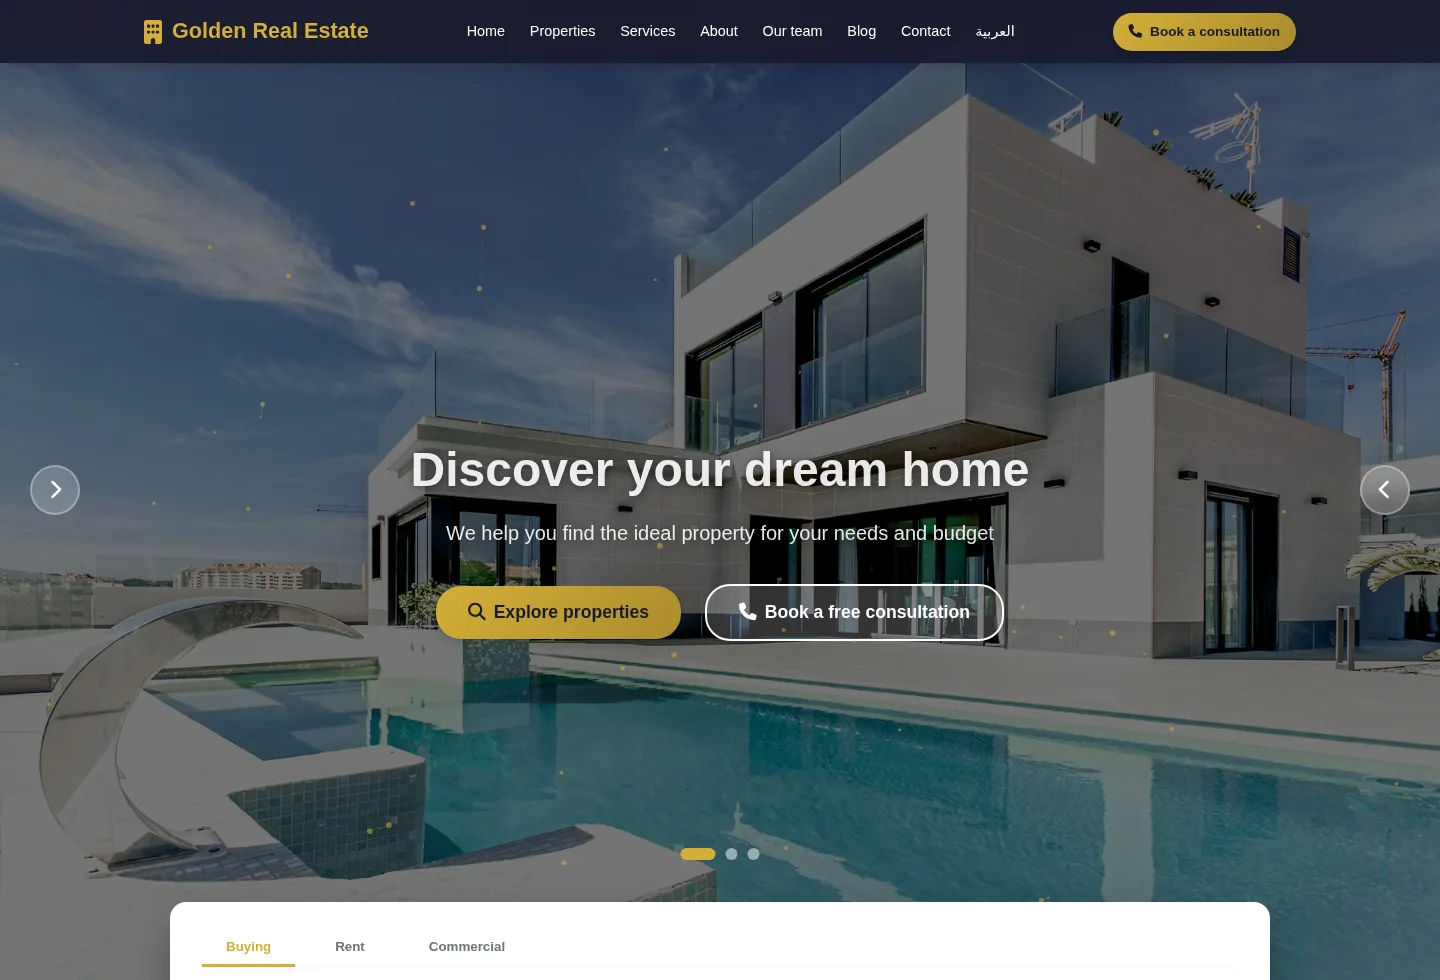 Golden Real Estate
Home
Properties
Services
About
Our team
Blog
Contact
العربية
Book a consultation
Discover your dream home
We help you find the ideal property for your needs and budget
Explore properties
Book a free consultation
Buying
Rent
Commercial